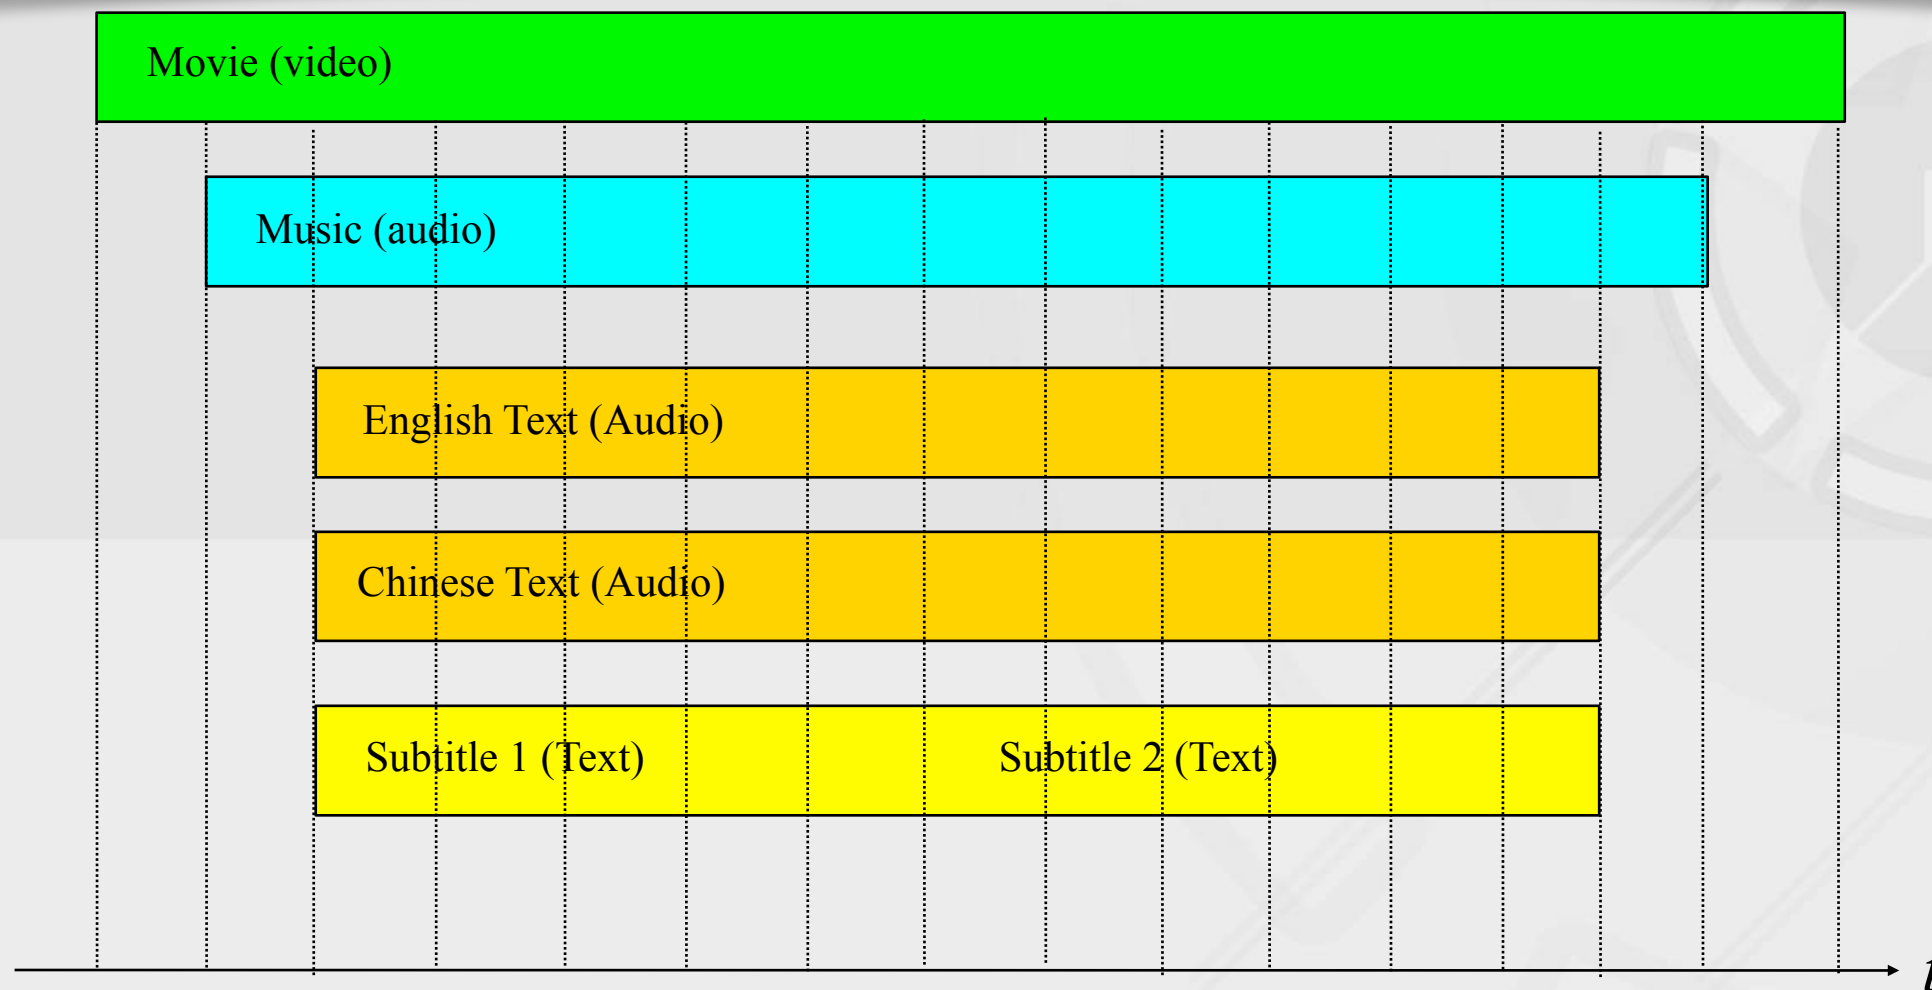 Movie (video)
Music (audio)
English Text (Audio)
Chinese Text (Audio)
Subtitle 1 (Text) Subtitle 2 (Text)
t